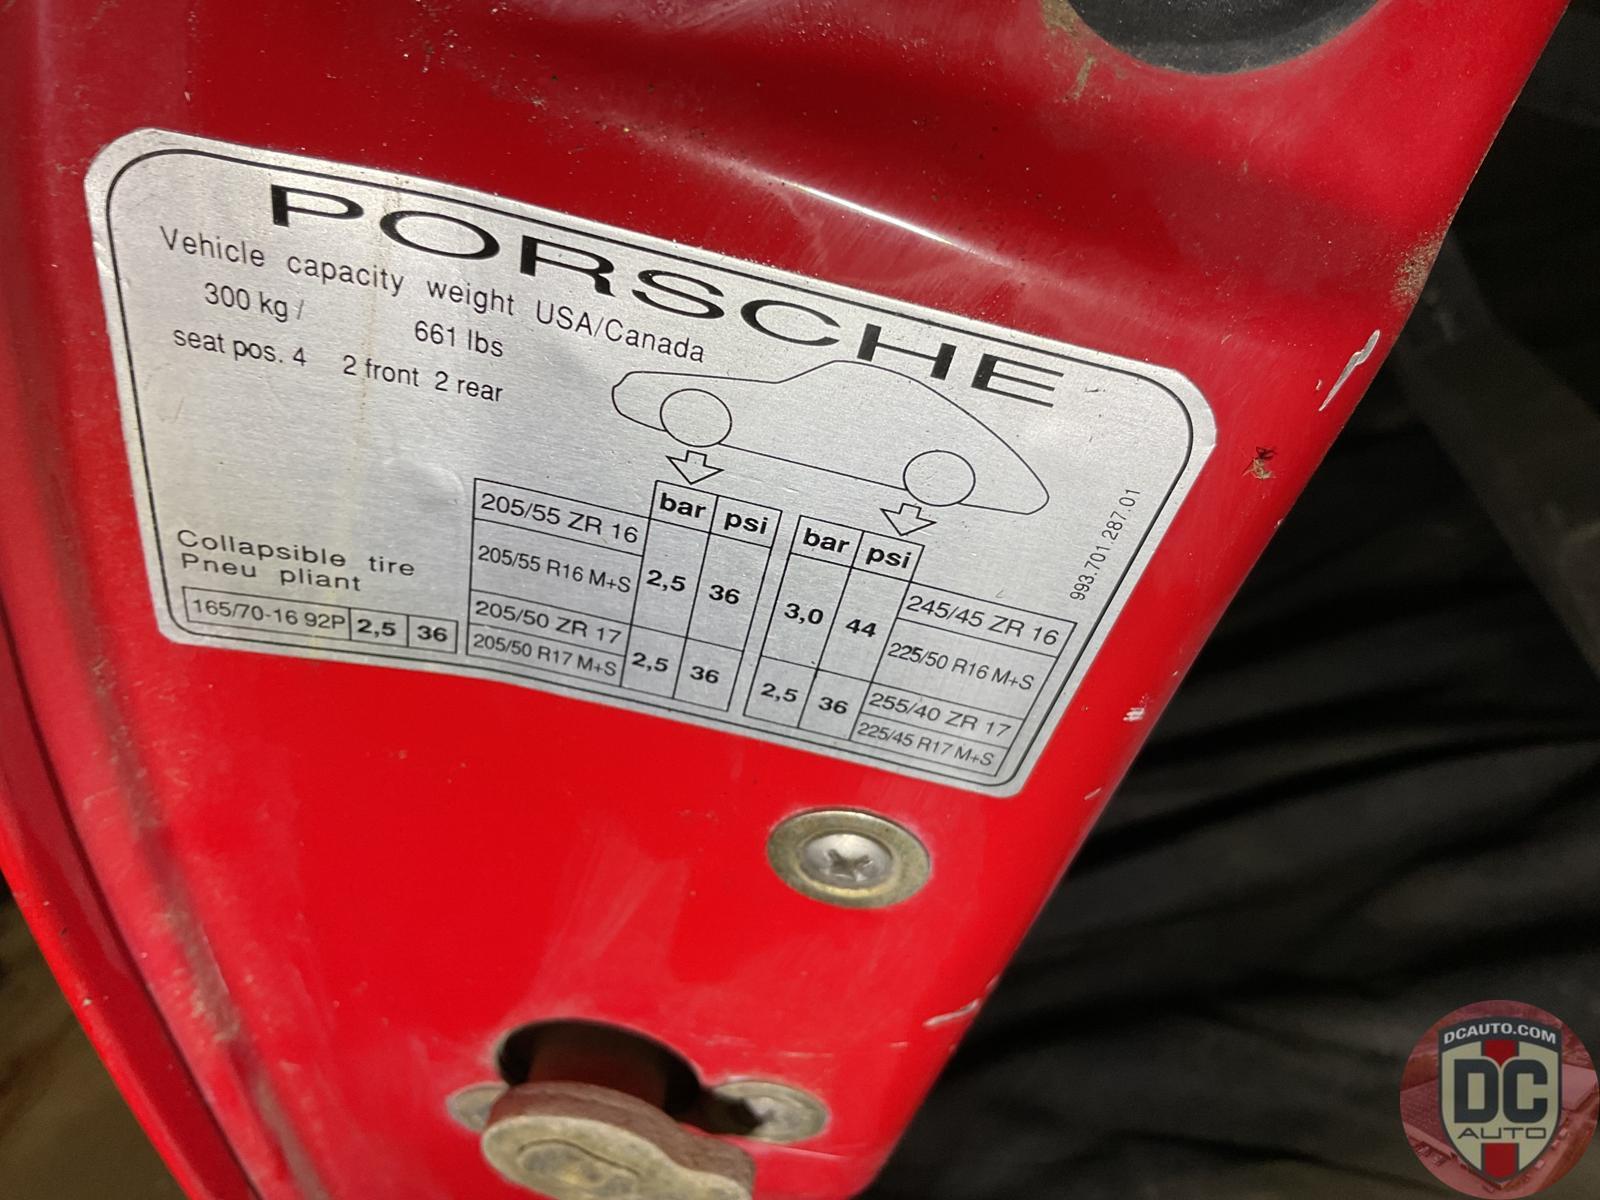 PORSCHE
Vehicle capacity weight USA/Canada
300 kg / 661 lbs
seat pos. 4 2 front 2 rear
993.701.287.01
Collapsible tire
Pneu pliant
165/70-16 92P 2,5 36
bar psi
205/55 ZR 16
205/55 R16 M+S
2,5 36
205/50 ZR 17
205/50 R17 M+S
2,5 36
bar psi
3,0 44
245/45 ZR 16
225/50 R16 M+S
2,5 36
255/40 ZR 17
225/45 R17 M+S
DCAUTO.COM
DC
AUTO